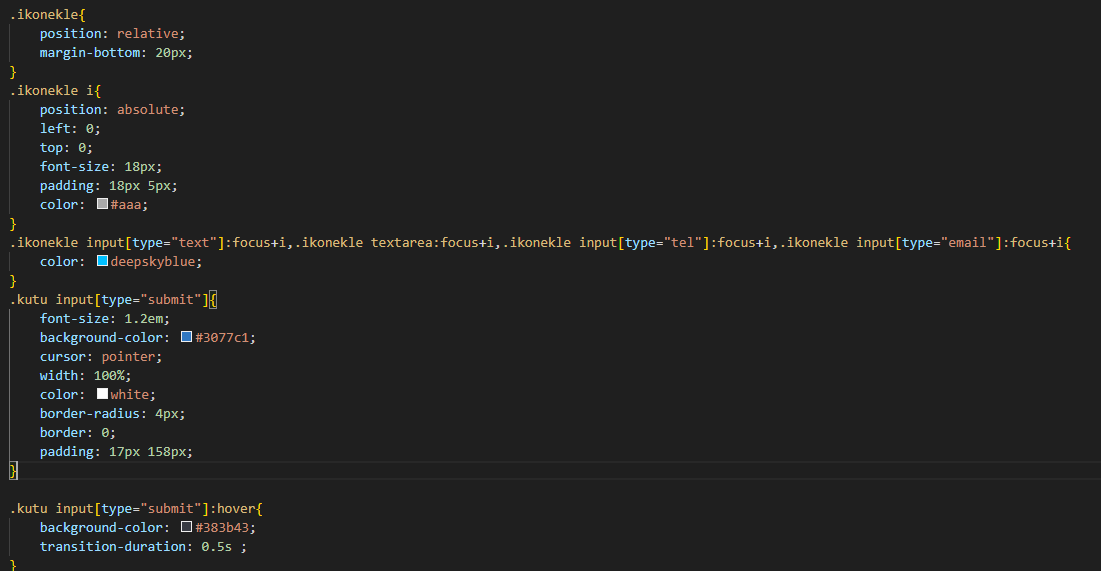 .ikonekle{
position: relative;
margin-bottom: 20px;
}
.ikonekle i{
position: absolute;
left: 0;
top: 0;
font-size: 18px;
padding: 18px 5px;
color: #aaa;
}
.ikonekle input[type="text"]:focus+i,.ikonekle textarea:focus+i,.ikonekle input[type="tel"]:focus+i,.ikonekle input[type="email"]:focus+i{
color: deepskyblue;
}
.kutu input[type="submit"]{
font-size: 1.2em;
background-color: #3077c1;
cursor: pointer;
width: 100%;
color: white;
border-radius: 4px;
border: 0;
padding: 17px 158px;
}
.kutu input[type="submit"]:hover{
background-color: #383b43;
transition-duration: 0.5s ;
}